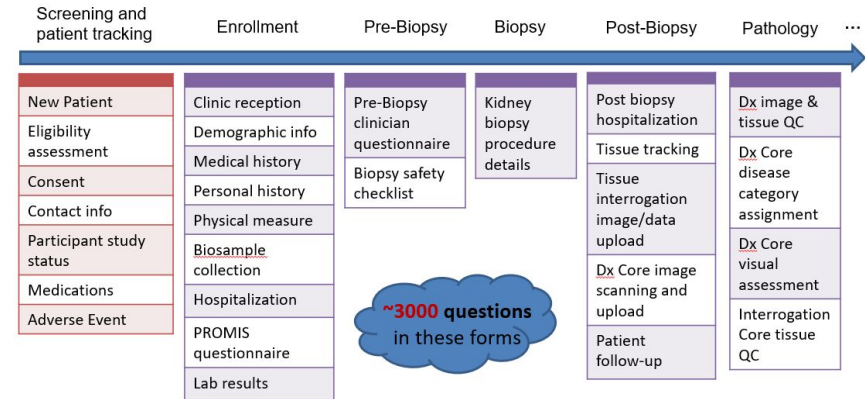 Screening and
patient tracking
Enrollment
Pre-Biopsy
Biopsy
Post-Biopsy
Pathology
...
New Patient
Eligibility
assessment
Consent
Contact info
Participant study
status
Medications
Adverse Event
Clinic reception
Demographic info
Medical history
Personal history
Physical measure
Biosample
collection
Hospitalization
PROMIS
questionnaire
Lab results
Pre-Biopsy
clinician
questionnaire
Biopsy safety
checklist
Kidney
biopsy
procedure
details
Post biopsy
hospitalization
Tissue tracking
Tissue
interrogation
image/data
upload
Dx Core image
scanning and
upload
Patient
follow-up
Dx image &
tissue QC
Dx Core
disease
category
assignment
Dx Core
visual
assessment
Interrogation
Core tissue
QC
~3000 questions
in these forms